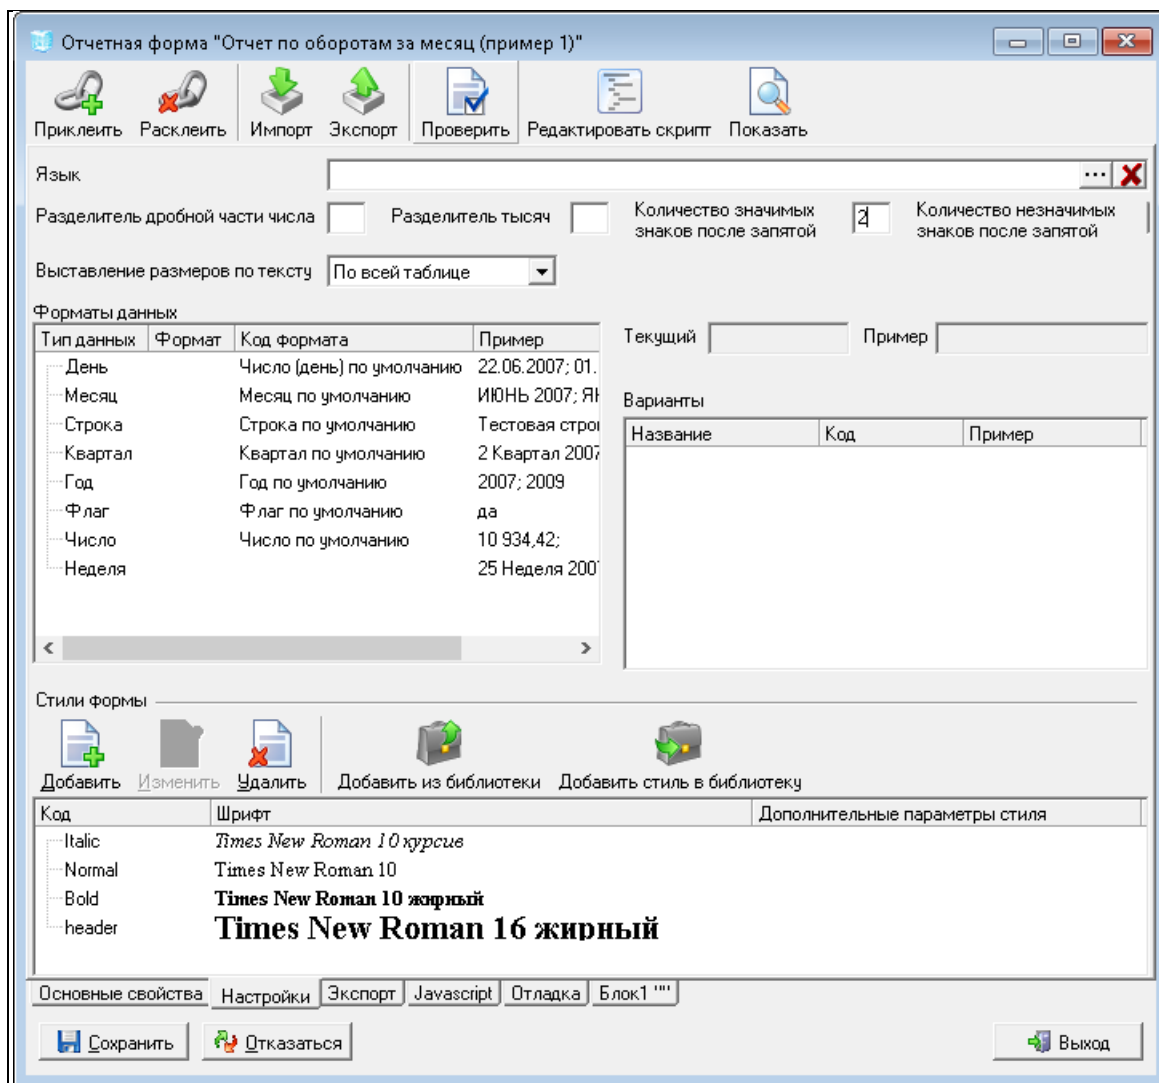 Отчетная форма "Отчет по оборотам за месяц (пример 1)"
Приклеить Расклеить Импорт Экспорт Проверить Редактировать скрипт Показать
Язык
Разделитель дробной части числа Разделитель тысяч Количество значимых знаков после запятой 2 Количество незначимых знаков после запятой
Выставление размеров по тексту По всей таблице
Форматы данных
Тип данных Формат Код формата Пример
День Число (день) по умолчанию 22.06.2007; 01.
Месяц Месяц по умолчанию ИЮНЬ 2007; ЯН
Строка Строка по умолчанию Тестовая стро
Квартал Квартал по умолчанию 2 Квартал 2007
Год Год по умолчанию 2007; 2009
Флаг Флаг по умолчанию да
Число Число по умолчанию 10 934,42;
Неделя 25 Неделя 200
Текущий Пример
Варианты
Название Код Пример
Стили формы
Добавить Изменить Удалить Добавить из библиотеки Добавить стиль в библиотеку
Код Шрифт Дополнительные параметры стиля
Italic Times New Roman 10 курсив
Normal Times New Roman 10
Bold Times New Roman 10 жирный
header Times New Roman 16 жирный
Основные свойства Настройки Экспорт Javascript Отладка Блок1 ""
Сохранить Отказаться Выход